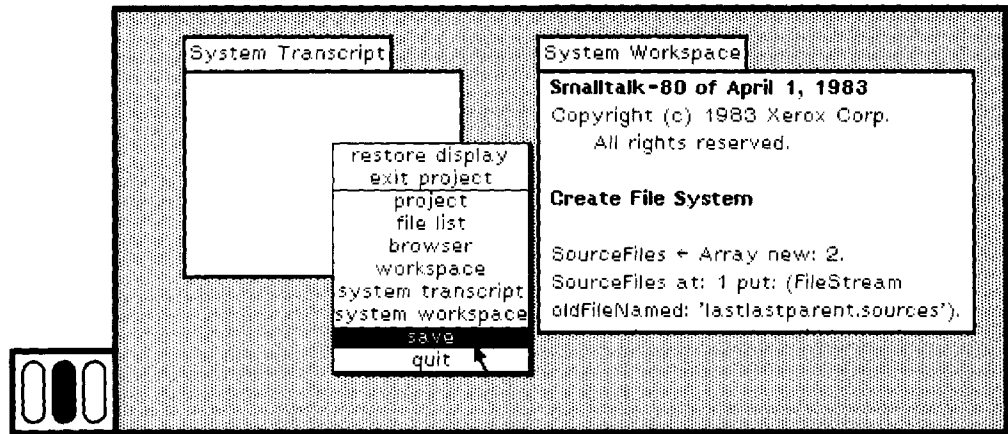 System Transcript
restore display
exit project
project
file list
browser
workspace
system transcript
system workspace
save
quit
System Workspace
Smalltalk-80 of April 1, 1983
Copyright (c) 1983 Xerox Corp.
All rights reserved.
Create File System
SourceFiles ← Array new: 2.
SourceFiles at: 1 put: (FileStream
oldFileNamed: 'lastlastparent.sources').